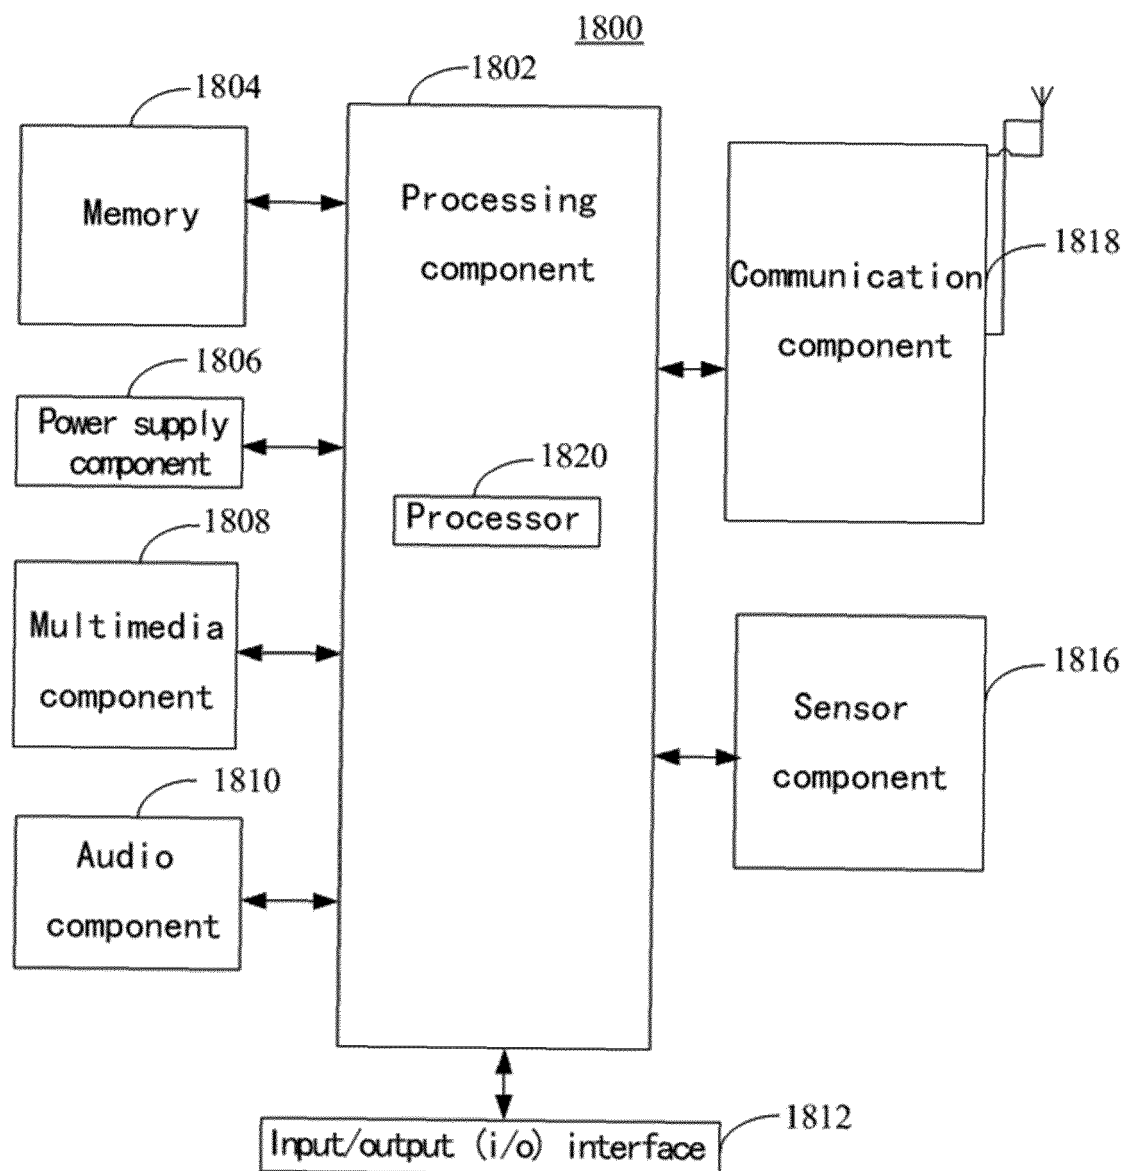 1800
1802
1804
Memory
Processing
component
Communication
component
1818
1806
Power supply
component
1820
Processor
1808
Multimedia
component
1816
Sensor
component
1810
Audio
component
1812
Input/output (i/o) interface